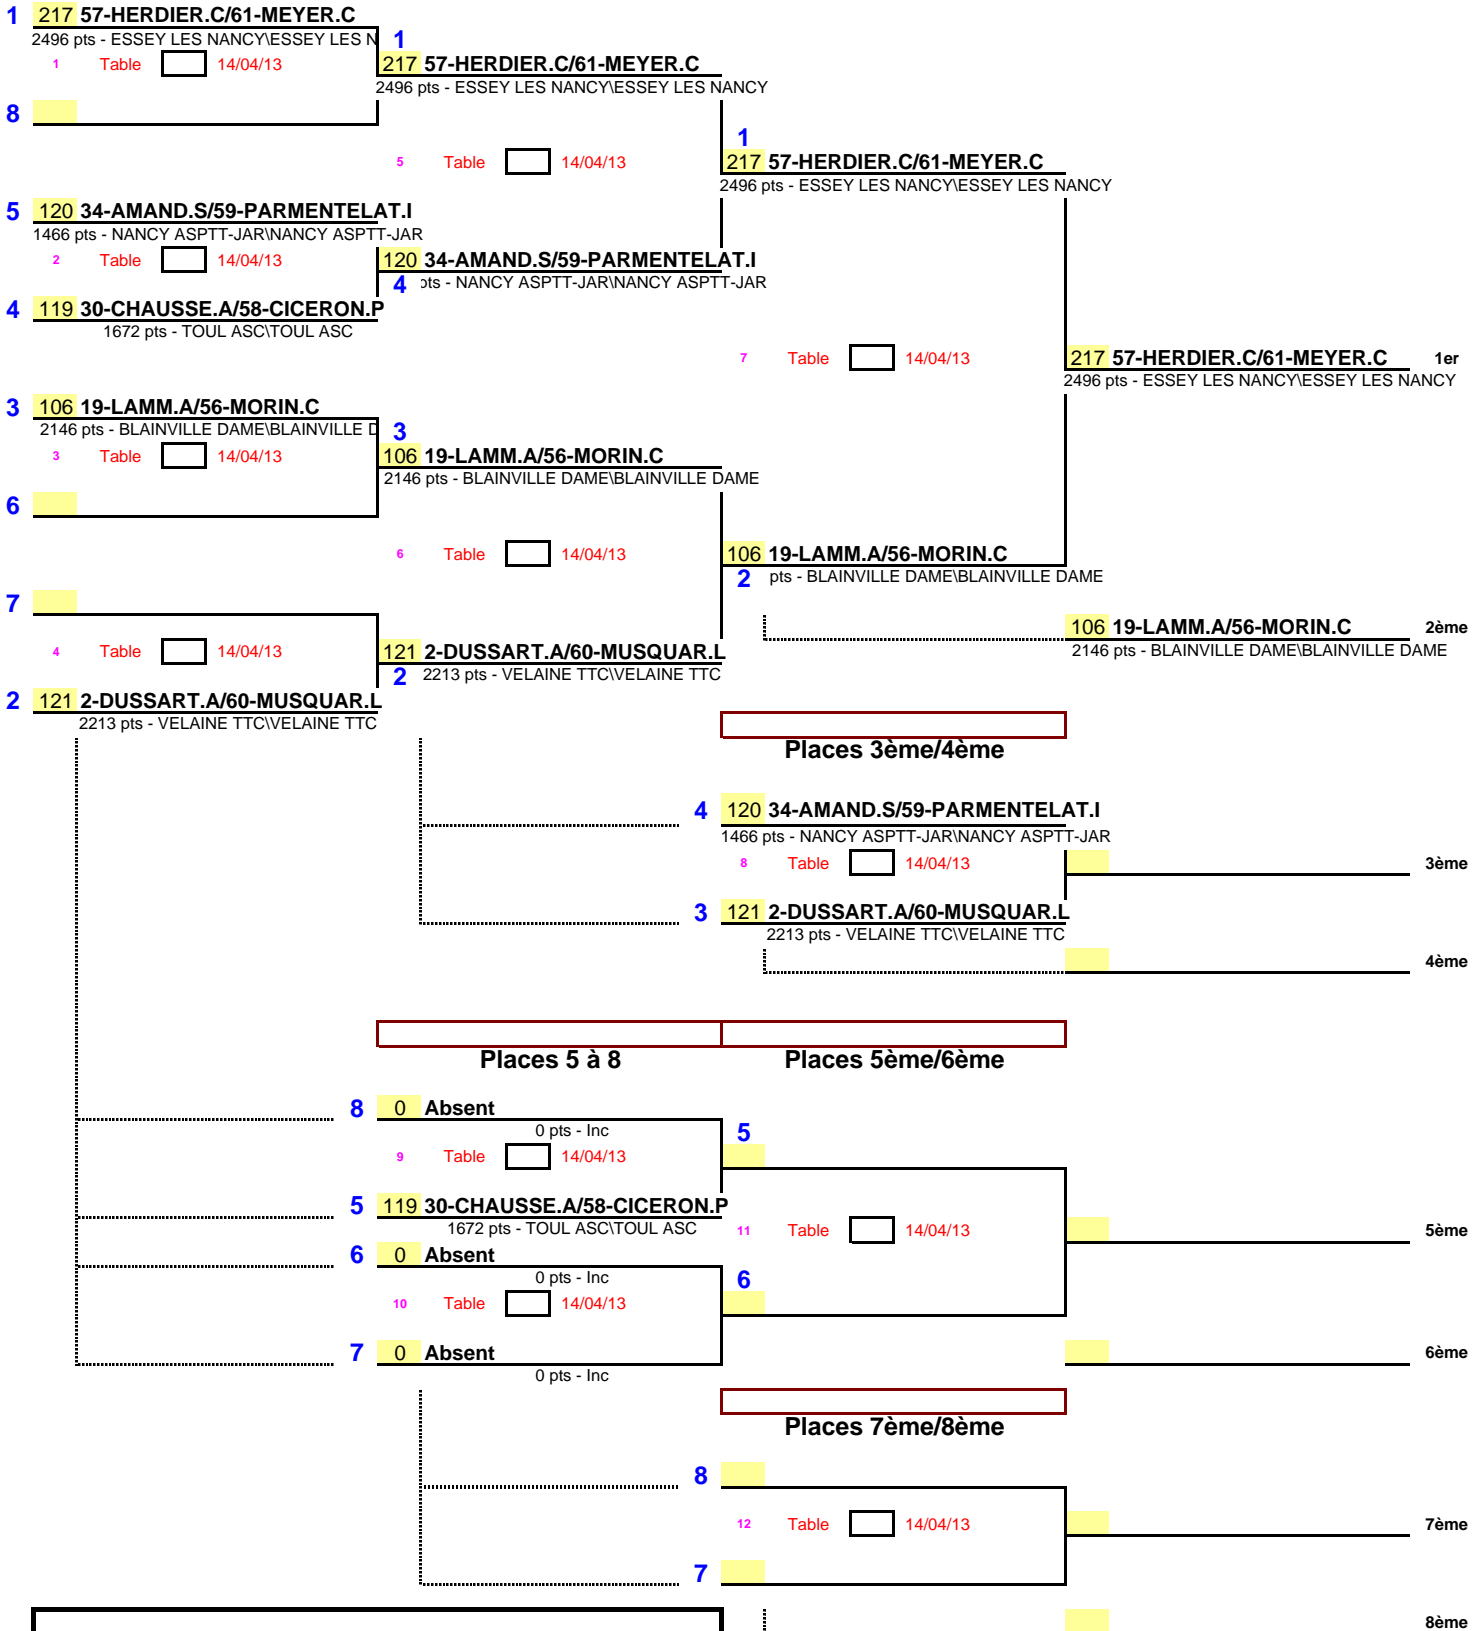 1 217 57-HERDIER.C/61-MEYER.C
2496 pts - ESSEY LES NANCY\ESSEY LES N
1
1 Table 14/04/13
217 57-HERDIER.C/61-MEYER.C
2496 pts - ESSEY LES NANCY\ESSEY LES NANCY
8
1
5 Table 14/04/13
217 57-HERDIER.C/61-MEYER.C
2496 pts - ESSEY LES NANCY\ESSEY LES NANCY
5 120 34-AMAND.S/59-PARMENTELAT.I
1466 pts - NANCY ASPTT-JAR\NANCY ASPTT-JAR
2 Table 14/04/13
120 34-AMAND.S/59-PARMENTELAT.I
4 pts - NANCY ASPTT-JAR\NANCY ASPTT-JAR
4 119 30-CHAUSSE.A/58-CICERON.P
1672 pts - TOUL ASC\TOUL ASC
7 Table 14/04/13
217 57-HERDIER.C/61-MEYER.C 1er
2496 pts - ESSEY LES NANCY\ESSEY LES NANCY
3 106 19-LAMM.A/56-MORIN.C
2146 pts - BLAINVILLE DAME\BLAINVILLE D
3
3 Table 14/04/13
106 19-LAMM.A/56-MORIN.C
2146 pts - BLAINVILLE DAME\BLAINVILLE DAME
6
6 Table 14/04/13
106 19-LAMM.A/56-MORIN.C
2 pts - BLAINVILLE DAME\BLAINVILLE DAME
7
106 19-LAMM.A/56-MORIN.C 2ème
2146 pts - BLAINVILLE DAME\BLAINVILLE DAME
4 Table 14/04/13
121 2-DUSSART.A/60-MUSQUAR.L
2 2213 pts - VELAINE TTC\VELAINE TTC
2 121 2-DUSSART.A/60-MUSQUAR.L
2213 pts - VELAINE TTC\VELAINE TTC
Places 3ème/4ème
4 120 34-AMAND.S/59-PARMENTELAT.I
1466 pts - NANCY ASPTT-JAR\NANCY ASPTT-JAR
8 Table 14/04/13
3ème
3 121 2-DUSSART.A/60-MUSQUAR.L
2213 pts - VELAINE TTC\VELAINE TTC
4ème
Places 5 à 8 Places 5ème/6ème
8 0 Absent
0 pts - Inc
5
9 Table 14/04/13
5 119 30-CHAUSSE.A/58-CICERON.P
1672 pts - TOUL ASC\TOUL ASC
11 Table 14/04/13
5ème
6 0 Absent
0 pts - Inc
6
10 Table 14/04/13
7 0 Absent
6ème
0 pts - Inc
Places 7ème/8ème
8
12 Table 14/04/13
7ème
7
8ème